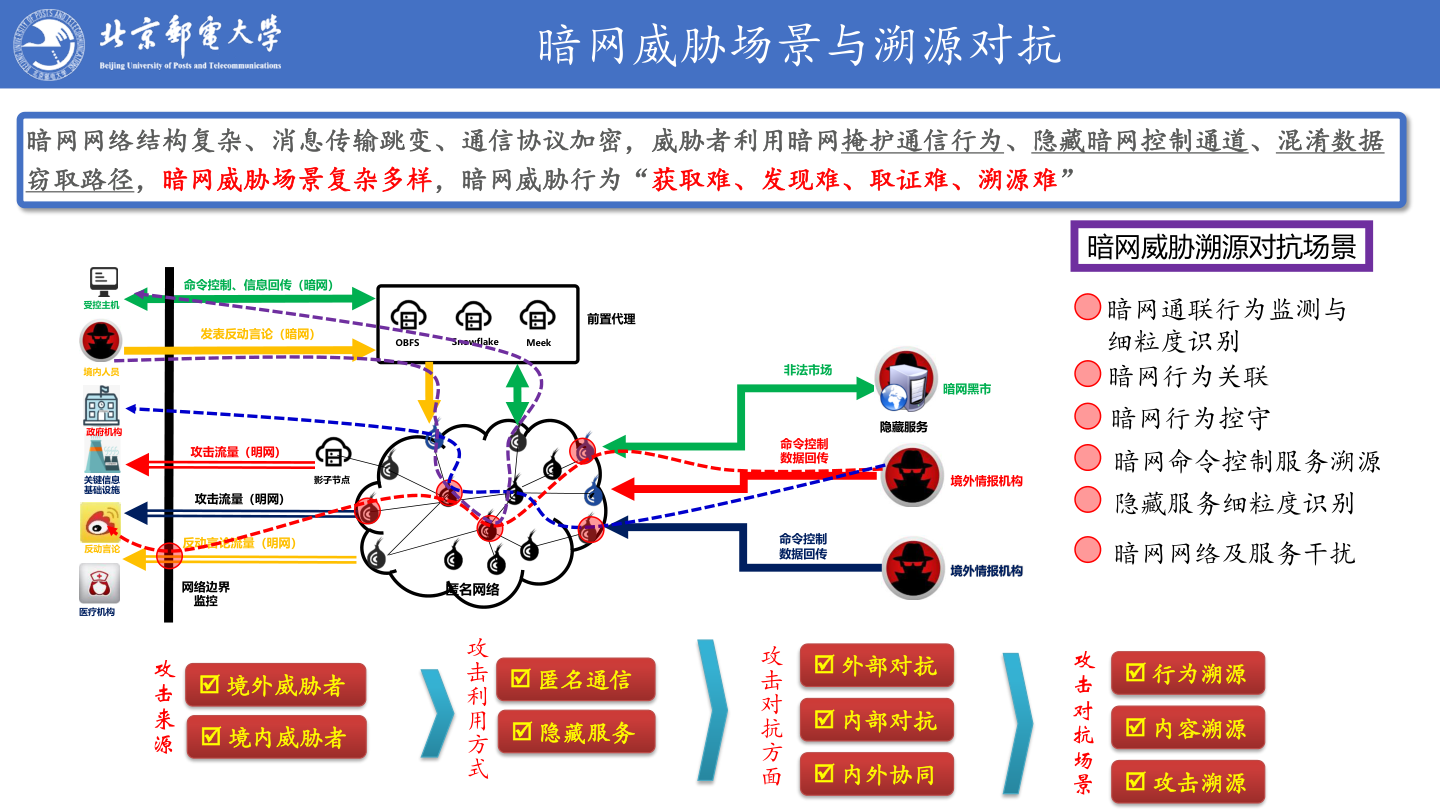 北京郵電大學
Beijing University of Posts and Telecommunications
暗网威胁场景与溯源对抗
暗网网络结构复杂、消息传输跳变、通信协议加密，威胁者利用暗网掩护通信行为、隐藏暗网控制通道、混淆数据
窃取路径，暗网威胁场景复杂多样，暗网威胁行为“获取难、发现难、取证难、溯源难”
暗网威胁溯源对抗场景
暗网通联行为监测与
细粒度识别
暗网行为关联
暗网行为控守
暗网命令控制服务溯源
隐藏服务细粒度识别
暗网网络及服务干扰
受控主机
境内人员
政府机构
关键信息
基础设施
反动言论
医疗机构
命令控制、信息回传（暗网）
发表反动言论（暗网）
攻击流量（明网）
攻击流量（明网）
反动言论流量（明网）
网络边界
监控
影子节点
OBFS
Snowflake
Meek
前置代理
匿名网络
非法市场
暗网黑市
隐藏服务
命令控制
数据回传
境外情报机构
命令控制
数据回传
境外情报机构
攻击来源
境外威胁者
境内威胁者
攻击利用方式
匿名通信
隐藏服务
攻击对抗方面
外部对抗
内部对抗
内外协同
攻击对抗场景
行为溯源
内容溯源
攻击溯源